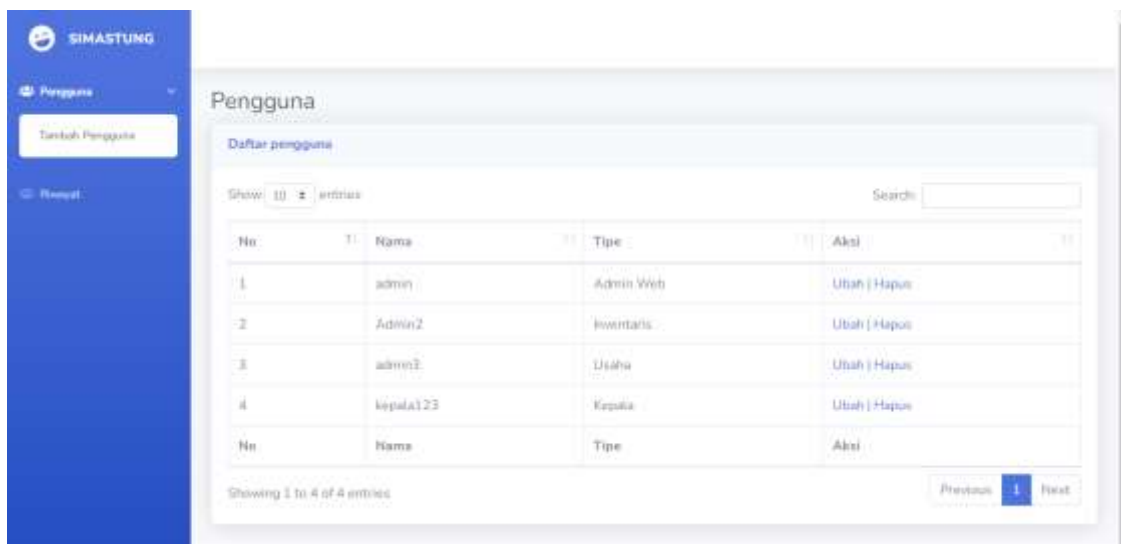 SIMASTUNG
Pengguna
Tambah Pengguna
Riwayat
Pengguna
Daftar pengguna
Show 10 entries
Search:
No Nama Tipe Aksi
1 admin Admin Web Ubah | Hapus
2 Admin2 Inventaris Ubah | Hapus
3 admin3 Usaha Ubah | Hapus
4 kepala123 Kepala Ubah | Hapus
No Nama Tipe Aksi
Showing 1 to 4 of 4 entries
Previous 1 Next